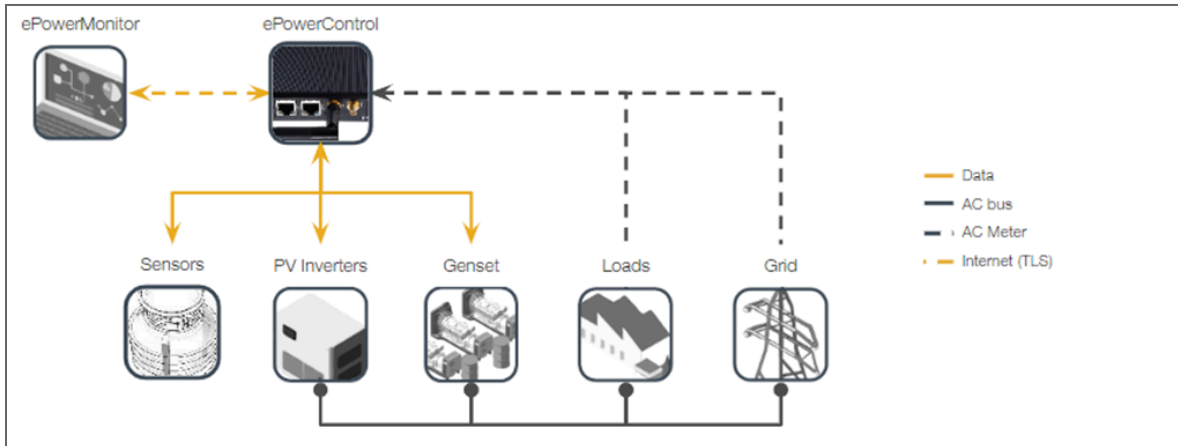 ePowerMonitor
ePowerControl
Sensors
PV Inverters
Genset
Loads
Grid
Data
AC bus
AC Meter
Internet (TLS)